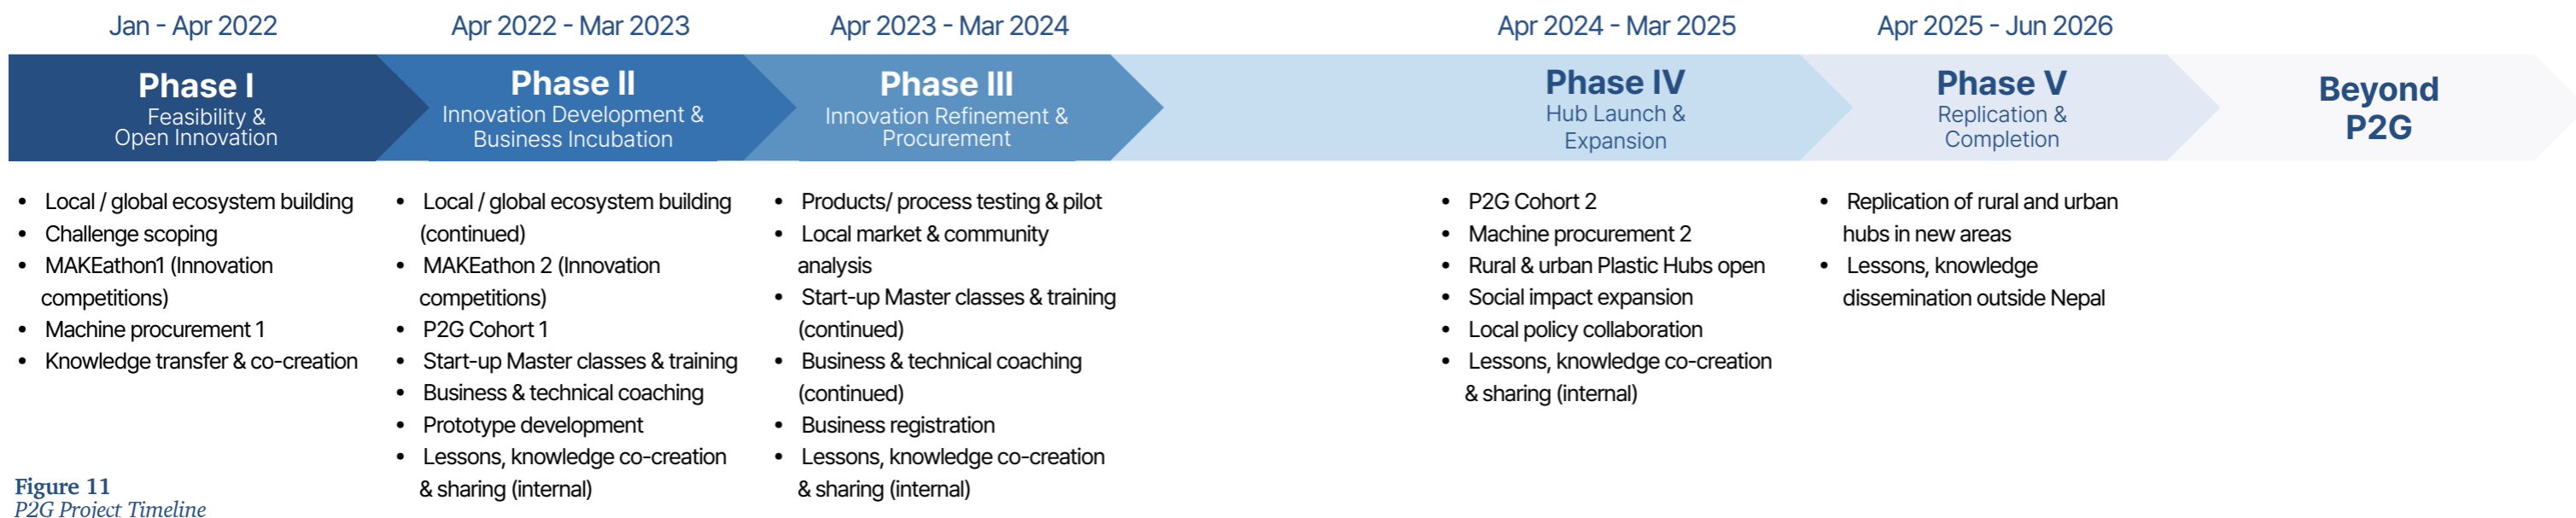 Jan - Apr 2022
Apr 2022 - Mar 2023
Apr 2023 - Mar 2024
Apr 2024 - Mar 2025
Apr 2025 - Jun 2026
Phase I
Feasibility &
Open Innovation
Phase II
Innovation Development &
Business Incubation
Phase III
Innovation Refinement &
Procurement
Phase IV
Hub Launch &
Expansion
Phase V
Replication &
Completion
Beyond
P2G
• Local / global ecosystem building
• Challenge scoping
• MAKEathon1 (Innovation
competitions)
• Machine procurement 1
• Knowledge transfer & co-creation
• Local / global ecosystem building
(continued)
• MAKEathon 2 (Innovation
competitions)
• P2G Cohort 1
• Start-up Master classes & training
• Business & technical coaching
• Prototype development
• Lessons, knowledge co-creation
& sharing (internal)
• Products/ process testing & pilot
• Local market & community
analysis
• Start-up Master classes & training
(continued)
• Business & technical coaching
(continued)
• Business registration
• Lessons, knowledge co-creation
& sharing (internal)
• P2G Cohort 2
• Machine procurement 2
• Rural & urban Plastic Hubs open
• Social impact expansion
• Local policy collaboration
• Lessons, knowledge co-creation
& sharing (internal)
• Replication of rural and urban
hubs in new areas
• Lessons, knowledge
dissemination outside Nepal
Figure 11
P2G Project Timeline